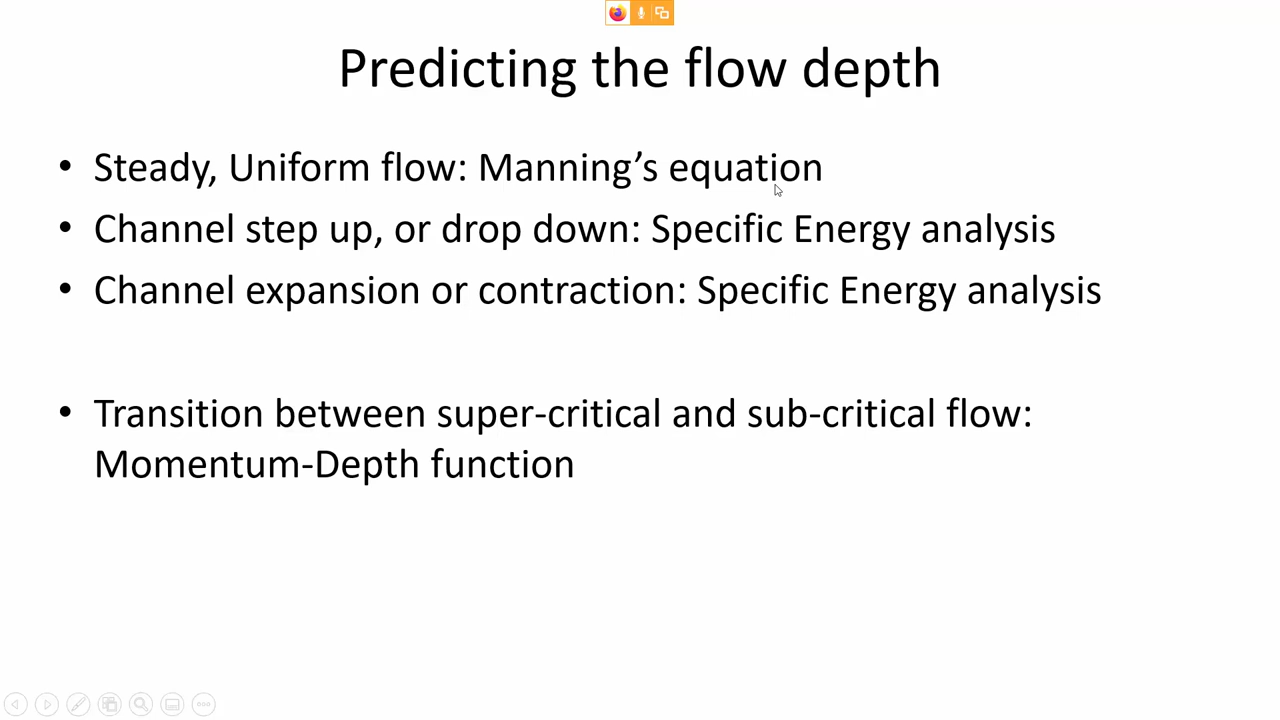 Predicting the flow depth
• Steady, Uniform flow: Manning’s equation
• Channel step up, or drop down: Specific Energy analysis
• Channel expansion or contraction: Specific Energy analysis
• Transition between super-critical and sub-critical flow:
Momentum-Depth function